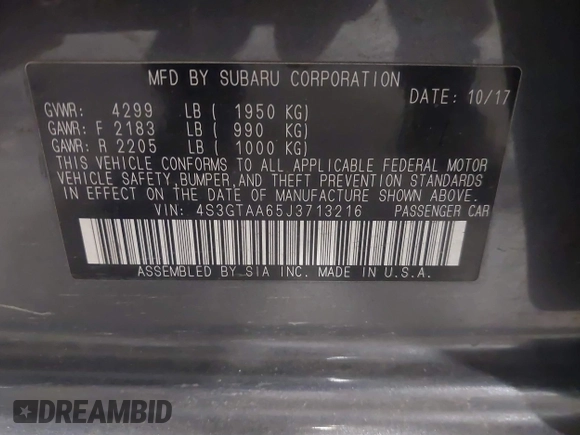 MFD BY SUBARU CORPORATION
DATE: 10/17
GVWR: 4299 LB ( 1950 KG)
GAWR: F 2183 LB ( 990 KG)
GAWR: R 2205 LB ( 1000 KG)
THIS VEHICLE CONFORMS TO ALL APPLICABLE FEDERAL MOTOR
VEHICLE SAFETY,BUMPER,AND THEFT PREVENTION STANDARDS
IN EFFECT ON THE DATE OF MANUFACTURE SHOWN ABOVE.
VIN: 4S3GTAA65J3713216 PASSENGER CAR
ASSEMBLED BY SIA INC. MADE IN U.S.A.
DREAMBID